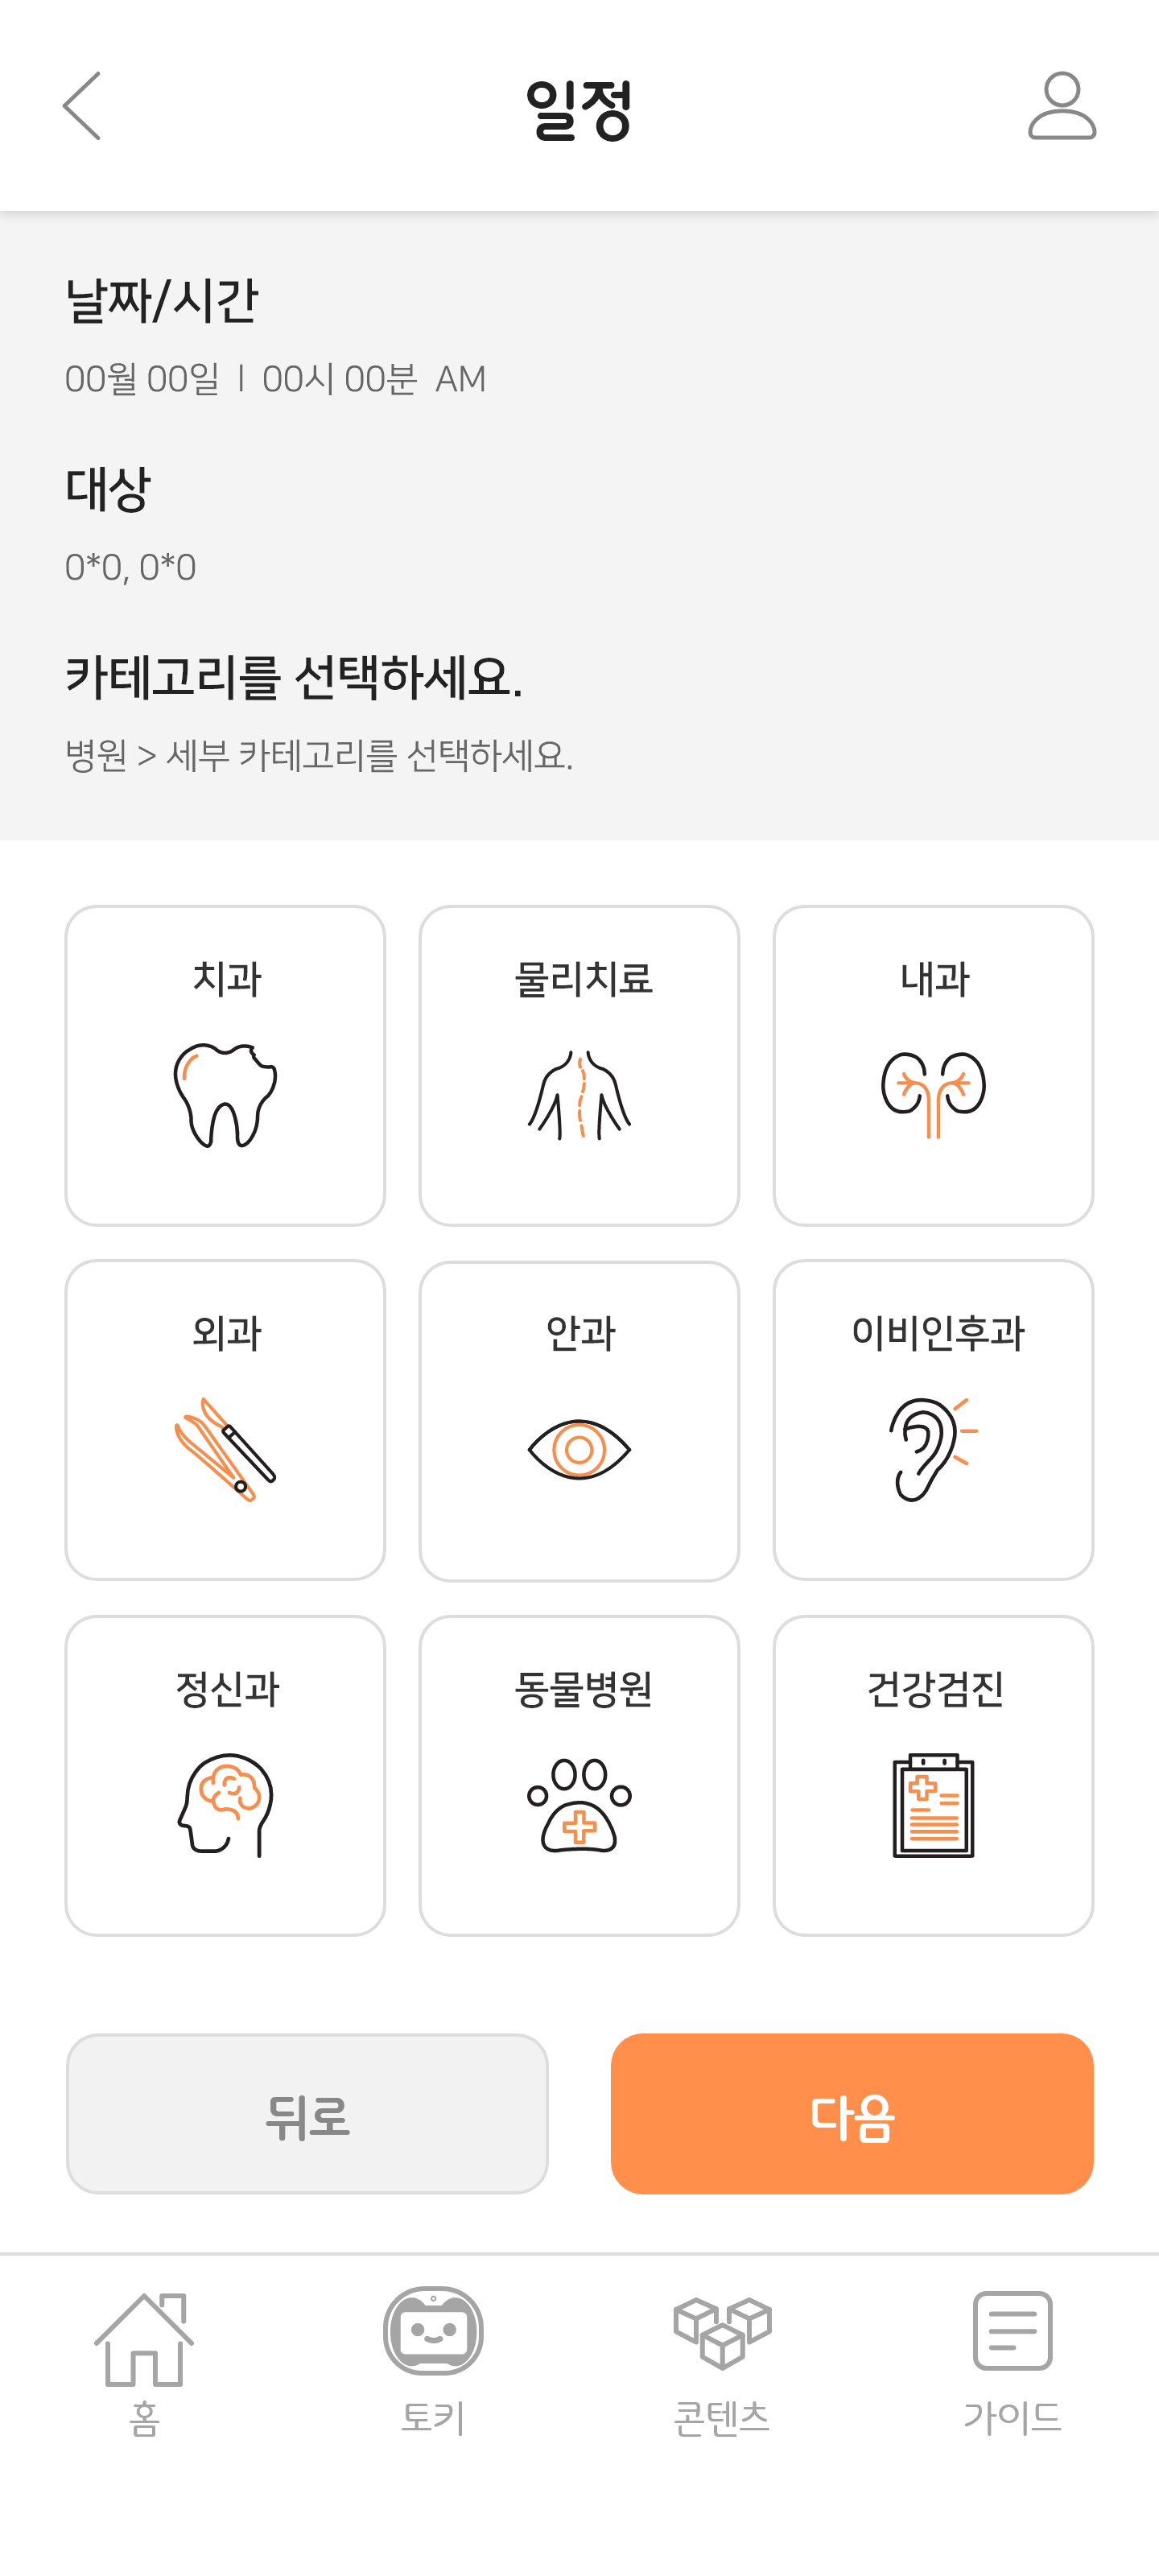 일정
날짜/시간
00월 00일 | 00시 00분 AM
대상
0*0, 0*0
카테고리를 선택하세요.
병원 > 세부 카테고리를 선택하세요.
치과
물리치료
내과
외과
안과
이비인후과
정신과
동물병원
건강검진
뒤로
다음
홈
토키
콘텐츠
가이드